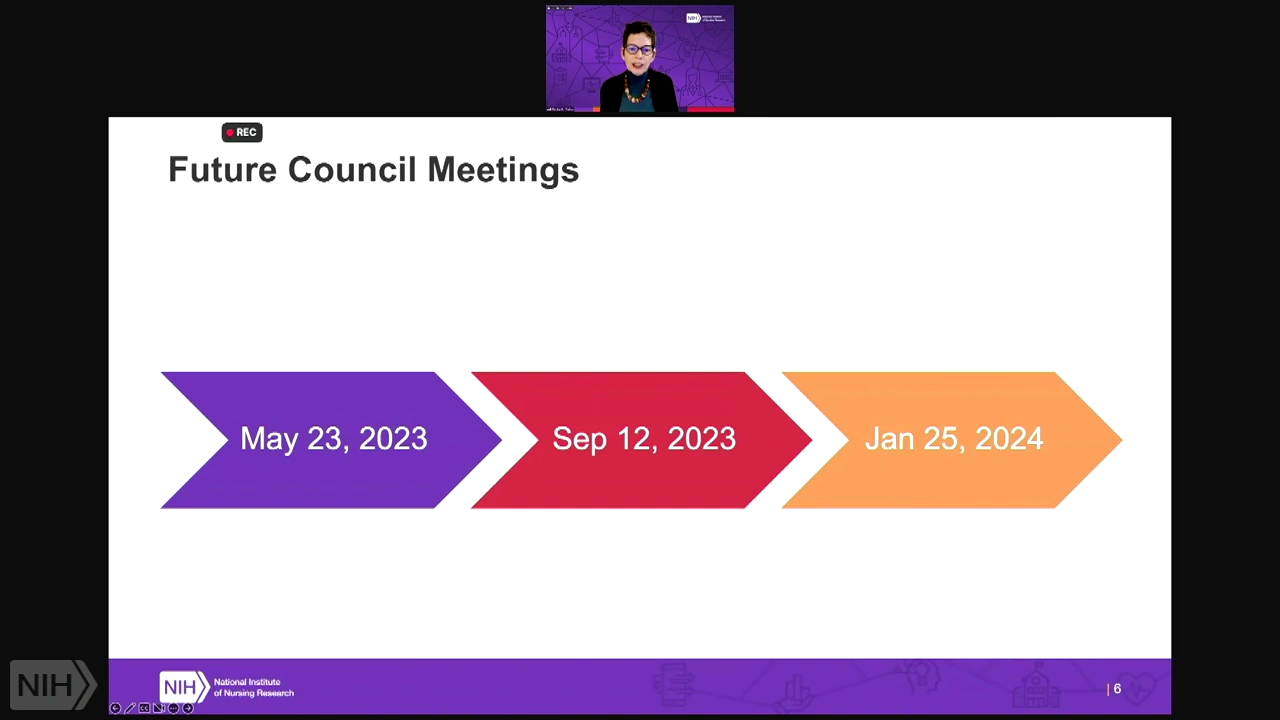 NIH
REC
Future Council Meetings
May 23, 2023
Sep 12, 2023
Jan 25, 2024
NIH
National Institute
of Nursing Research
| 6
NIH